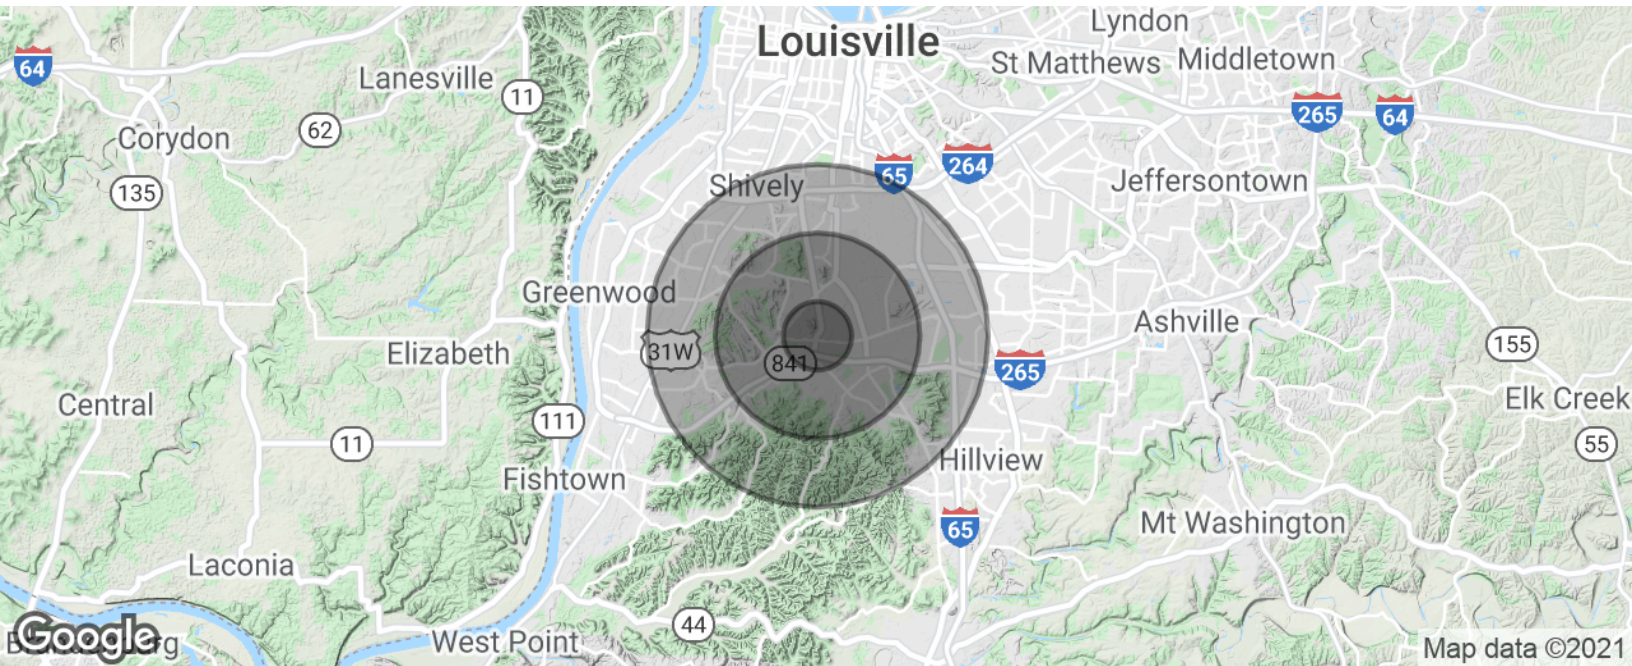 Lyndon
Louisville
St Matthews
Middletown
64
Lanesville
11
265
64
62
Corydon
65
264
135
Shively
Jeffersontown
Greenwood
Ashville
155
31W
841
Elizabeth
265
Central
Elk Creek
111
11
55
Hillview
Fishtown
65
Mt Washington
Laconia
44
Google
West Point
Map data ©2021